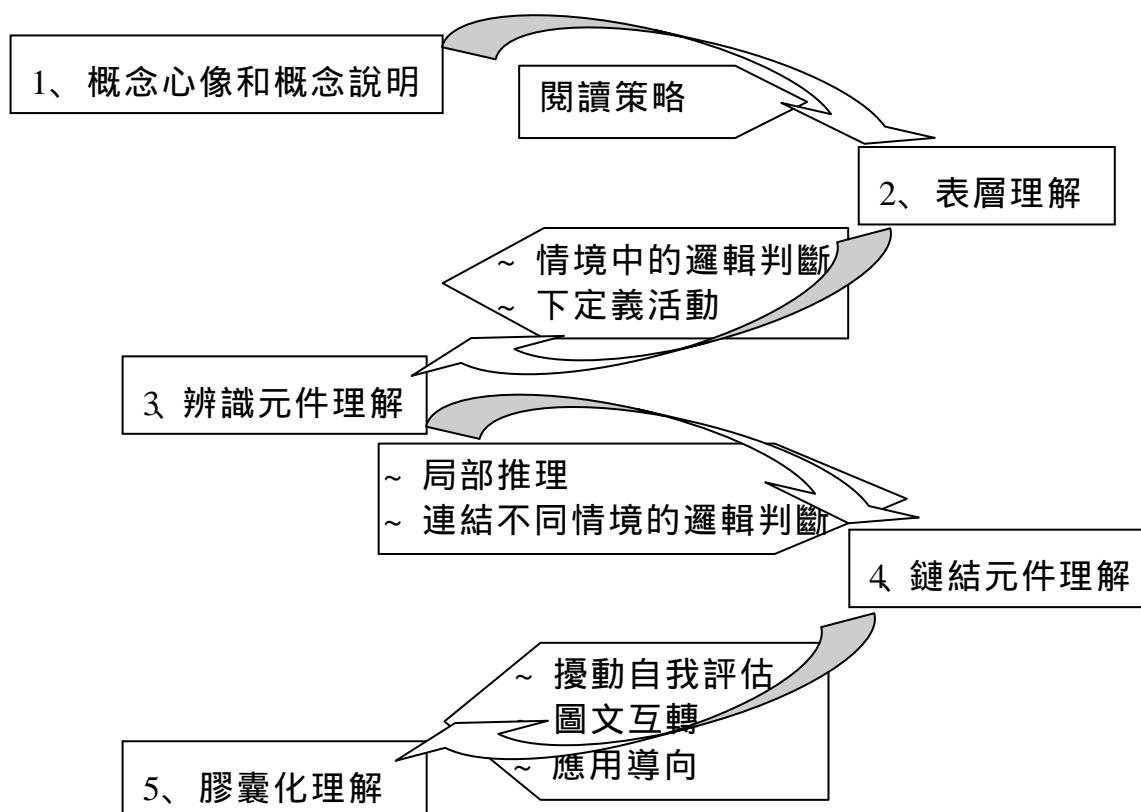 1、概念心像和概念說明
閱讀策略
2、表層理解
~ 情境中的邏輯判斷
~ 下定義活動
3、辨識元件理解
~ 局部推理
~ 連結不同情境的邏輯判斷
4、鏈結元件理解
~ 擾動自我評估
圖文互轉
~ 應用導向
5、膠囊化理解